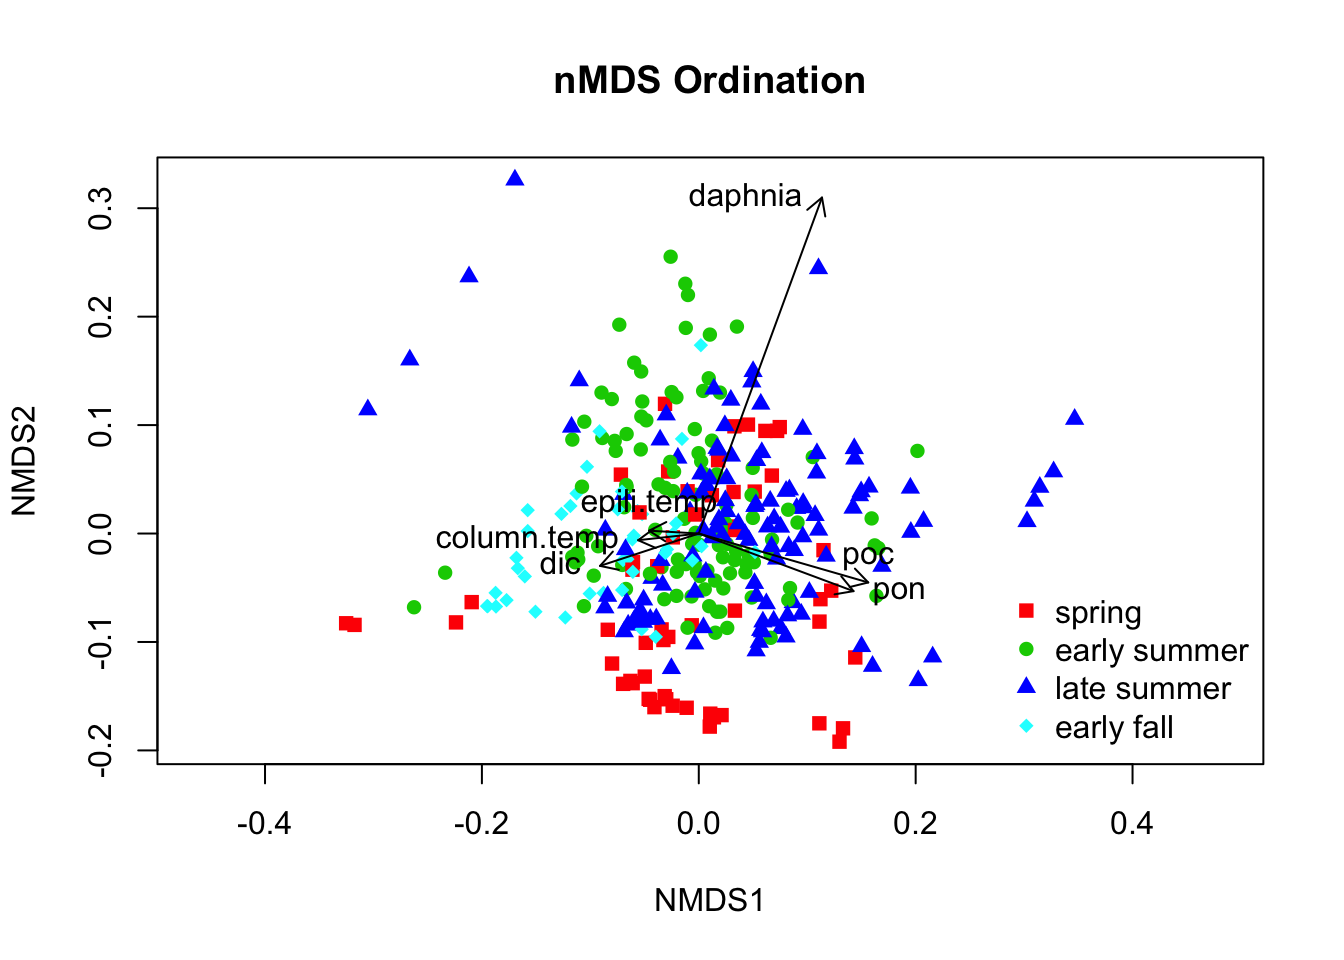 nMDS Ordination
NMDS2
0.3
0.2
0.1
0.0
-0.1
-0.2
daphnia
epili.temp
column.temp
dic
poc
pon
spring
early summer
late summer
early fall
-0.4
-0.2
0.0
0.2
0.4
NMDS1